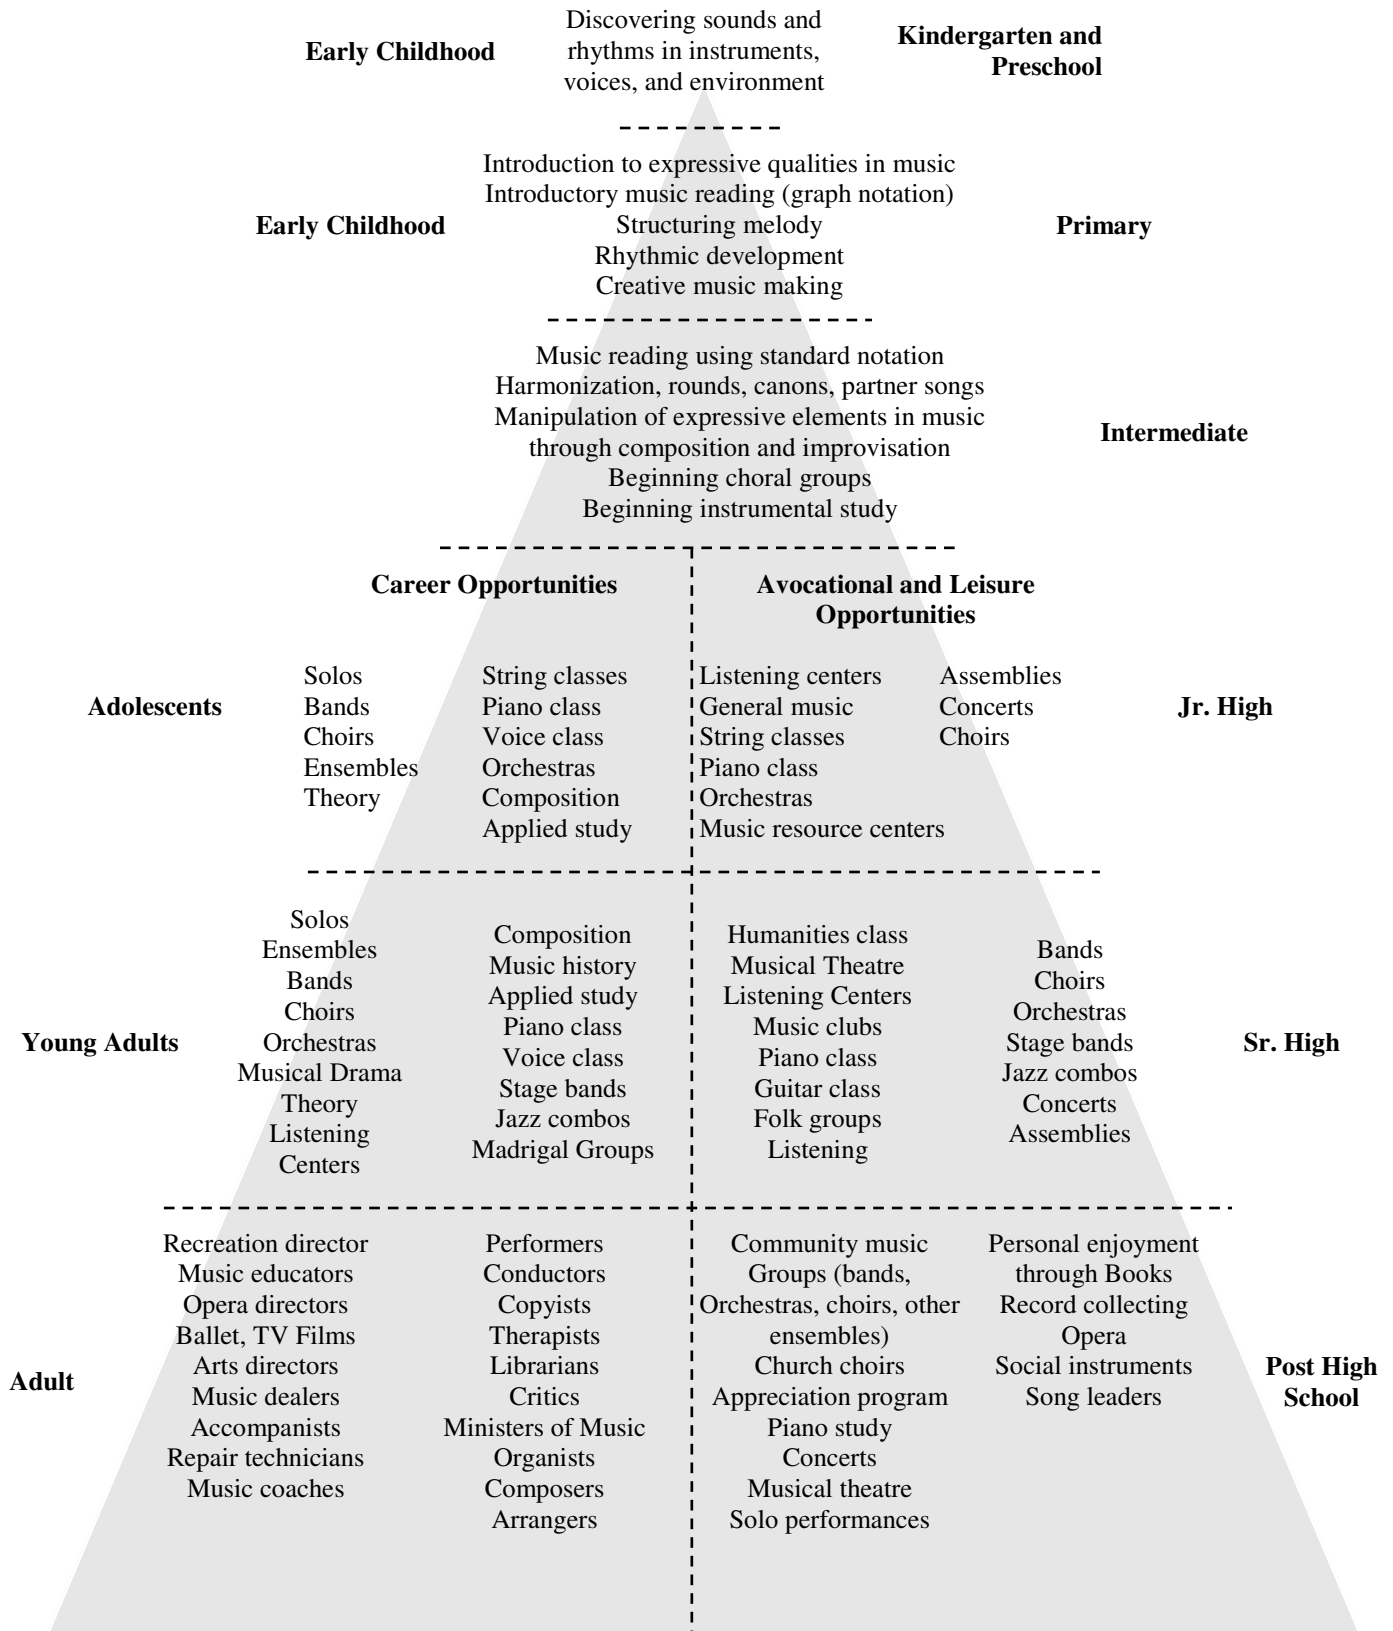 Early Childhood
Discovering sounds and
rhythms in instruments,
voices, and environment
Kindergarten and
Preschool
Early Childhood
Introduction to expressive qualities in music
Introductory music reading (graph notation)
Structuring melody
Rhythmic development
Creative music making
Primary
Music reading using standard notation
Harmonization, rounds, canons, partner songs
Manipulation of expressive elements in music
through composition and improvisation
Beginning choral groups
Beginning instrumental study
Intermediate
Career Opportunities
Avocational and Leisure
Opportunities
Adolescents
Solos
Bands
Choirs
Ensembles
Theory
String classes
Piano class
Voice class
Orchestras
Composition
Applied study
Listening centers
General music
String classes
Piano class
Orchestras
Music resource centers
Assemblies
Concerts
Choirs
Jr. High
Young Adults
Solos
Ensembles
Bands
Choirs
Orchestras
Musical Drama
Theory
Listening
Centers
Composition
Music history
Applied study
Piano class
Voice class
Stage bands
Jazz combos
Madrigal Groups
Humanities class
Musical Theatre
Listening Centers
Music clubs
Piano class
Guitar class
Folk groups
Listening
Bands
Choirs
Orchestras
Stage bands
Jazz combos
Concerts
Assemblies
Sr. High
Adult
Recreation director
Music educators
Opera directors
Ballet, TV Films
Arts directors
Music dealers
Accompanists
Repair technicians
Music coaches
Performers
Conductors
Copyists
Therapists
Librarians
Critics
Ministers of Music
Organists
Composers
Arrangers
Community music
Groups (bands,
Orchestras, choirs, other
ensembles)
Church choirs
Appreciation program
Piano study
Concerts
Musical theatre
Solo performances
Personal enjoyment
through Books
Record collecting
Opera
Social instruments
Song leaders
Post High
School